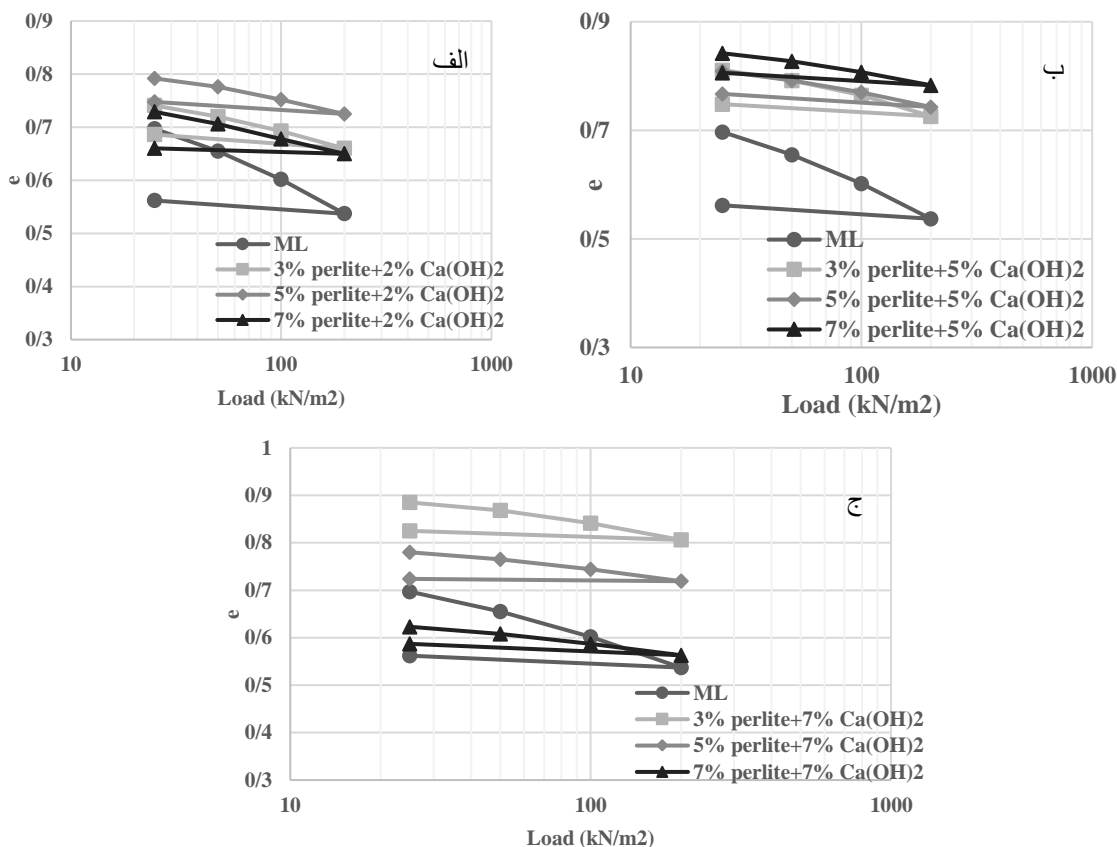 الف
0/9
0/8
0/7
0/6
0/5
0/4
0/3
e
10
100
1000
Load (kN/m2)
ML
3% perlite+2% Ca(OH)2
5% perlite+2% Ca(OH)2
7% perlite+2% Ca(OH)2
ب
0/9
0/7
0/5
0/3
e
10
100
1000
Load (kN/m2)
ML
3% perlite+5% Ca(OH)2
5% perlite+5% Ca(OH)2
7% perlite+5% Ca(OH)2
ج
1
0/9
0/8
0/7
0/6
0/5
0/4
0/3
e
10
100
1000
Load (kN/m2)
ML
3% perlite+7% Ca(OH)2
5% perlite+7% Ca(OH)2
7% perlite+7% Ca(OH)2